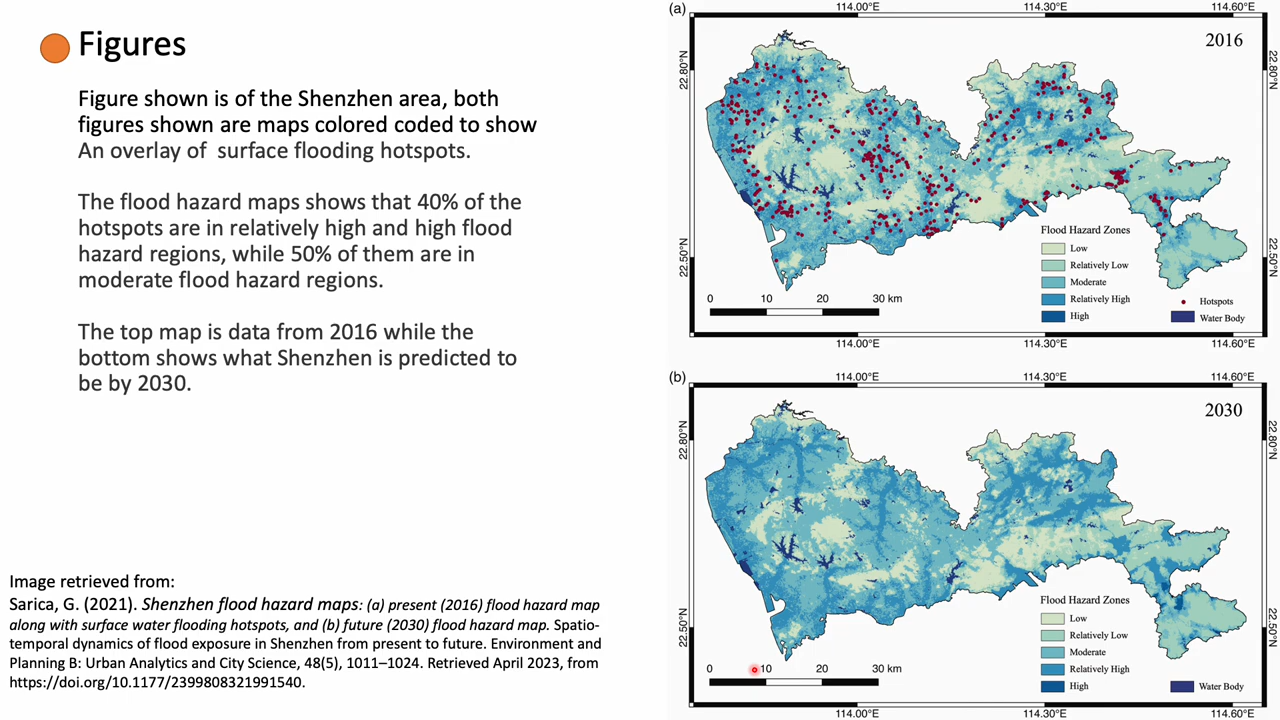 Figures
Figure shown is of the Shenzhen area, both
figures shown are maps colored coded to show
An overlay of surface flooding hotspots.
The flood hazard maps shows that 40% of the
hotspots are in relatively high and high flood
hazard regions, while 50% of them are in
moderate flood hazard regions.
The top map is data from 2016 while the
bottom shows what Shenzhen is predicted to
be by 2030.
Image retrieved from:
Sarica, G. (2021). Shenzhen flood hazard maps: (a) present (2016) flood hazard map
along with surface water flooding hotspots, and (b) future (2030) flood hazard map. Spatio-
temporal dynamics of flood exposure in Shenzhen from present to future. Environment and
Planning B: Urban Analytics and City Science, 48(5), 1011–1024. Retrieved April 2023, from
https://doi.org/10.1177/2399808321991540.
(a)
114.00°E 114.30°E 114.60°E
2016
22.80°N 22.80°N
22.50°N 22.50°N
Flood Hazard Zones
Low
Relatively Low
Moderate
Relatively High
High
Hotspots
Water Body
0 10 20 30 km
114.00°E 114.30°E 114.60°E
(b)
114.00°E 114.30°E 114.60°E
2030
22.80°N 22.80°N
22.50°N 22.50°N
Flood Hazard Zones
Low
Relatively Low
Moderate
Relatively High
High
Water Body
0 10 20 30 km
114.00°E 114.30°E 114.60°E